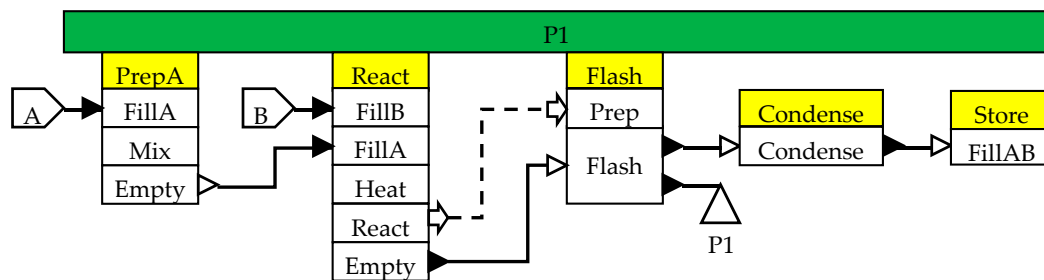 P1
PrepA
FillA
Mix
Empty
A
React
FillB
FillA
Heat
React
Empty
B
Flash
Prep
Flash
P1
Condense
Condense
Store
FillAB